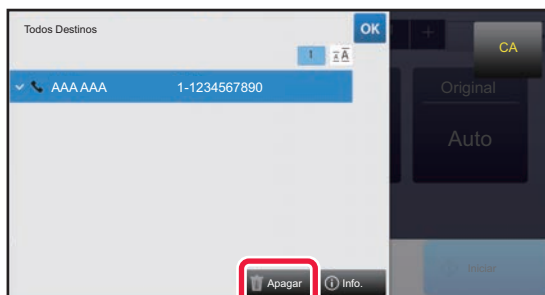 Todos Destinos
OK
CA
1
AAA AAA 1-1234567890
Original
Auto
Apagar
Info.
Iniciar